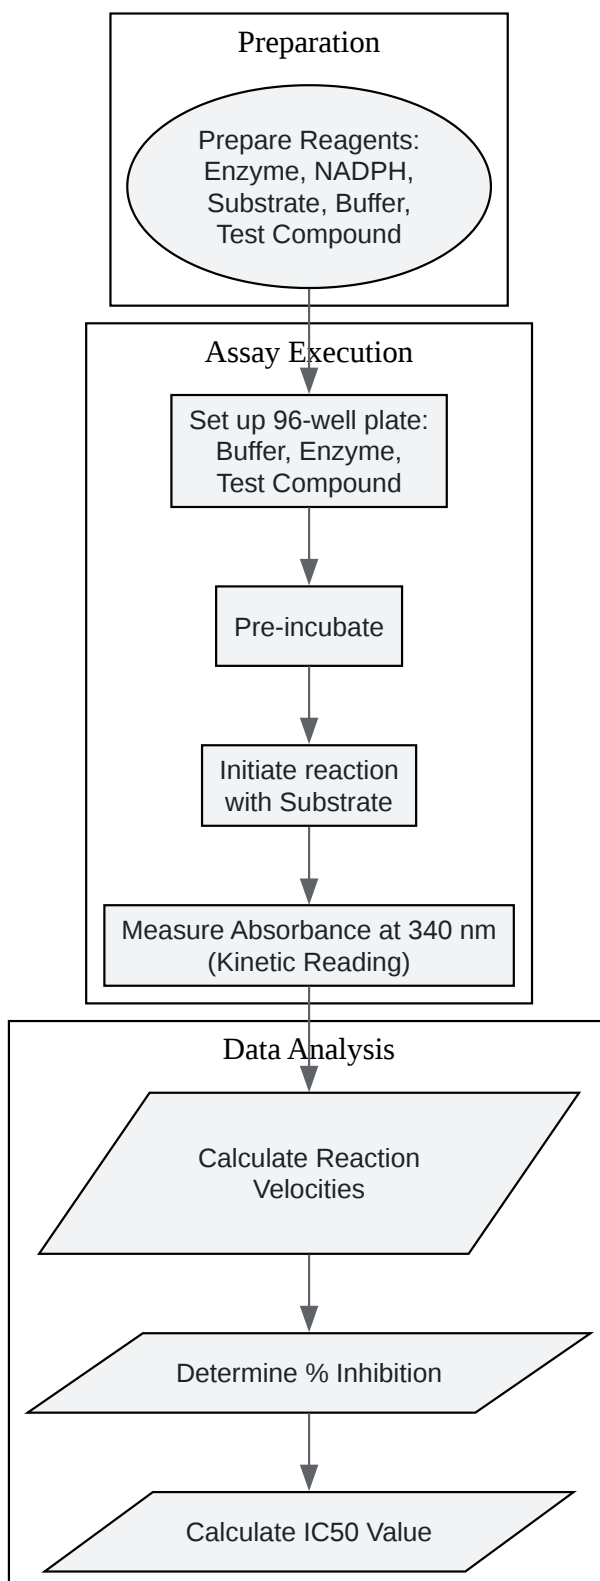 Preparation
Prepare Reagents:
Enzyme, NADPH,
Substrate, Buffer,
Test Compound
Assay Execution
Set up 96-well plate:
Buffer, Enzyme,
Test Compound
Pre-incubate
Initiate reaction
with Substrate
Measure Absorbance at 340 nm
(Kinetic Reading)
Data Analysis
Calculate Reaction
Velocities
Determine % Inhibition
Calculate IC50 Value